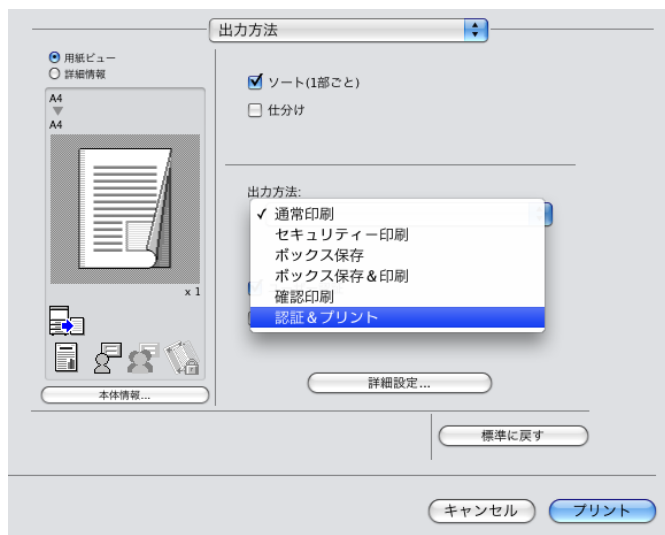 出力方法
用紙ビュー
詳細情報
A4
A4
x 1
本体情報...
ソート(1部ごと)
仕分け
出力方法:
✓ 通常印刷
セキュリティー印刷
ボックス保存
ボックス保存&印刷
確認印刷
認証&プリント
詳細設定...
標準に戻す
キャンセル
プリント